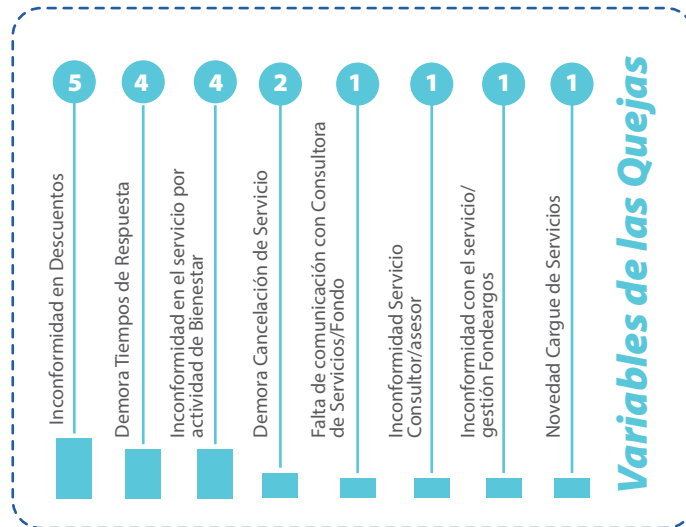 Variables de las Quejas
5
Inconformidad en Descuentos
4
Demora Tiempos de Respuesta
4
Inconformidad en el servicio por
actividad de Bienestar
2
Demora Cancelación de Servicio
1
Falta de comunicación con Consultora
de Servicios/Fondo
1
Inconformidad Servicio
Consultor/asesor
1
Inconformidad con el servicio/
gestión Fondeargos
1
Novedad Cargue de Servicios